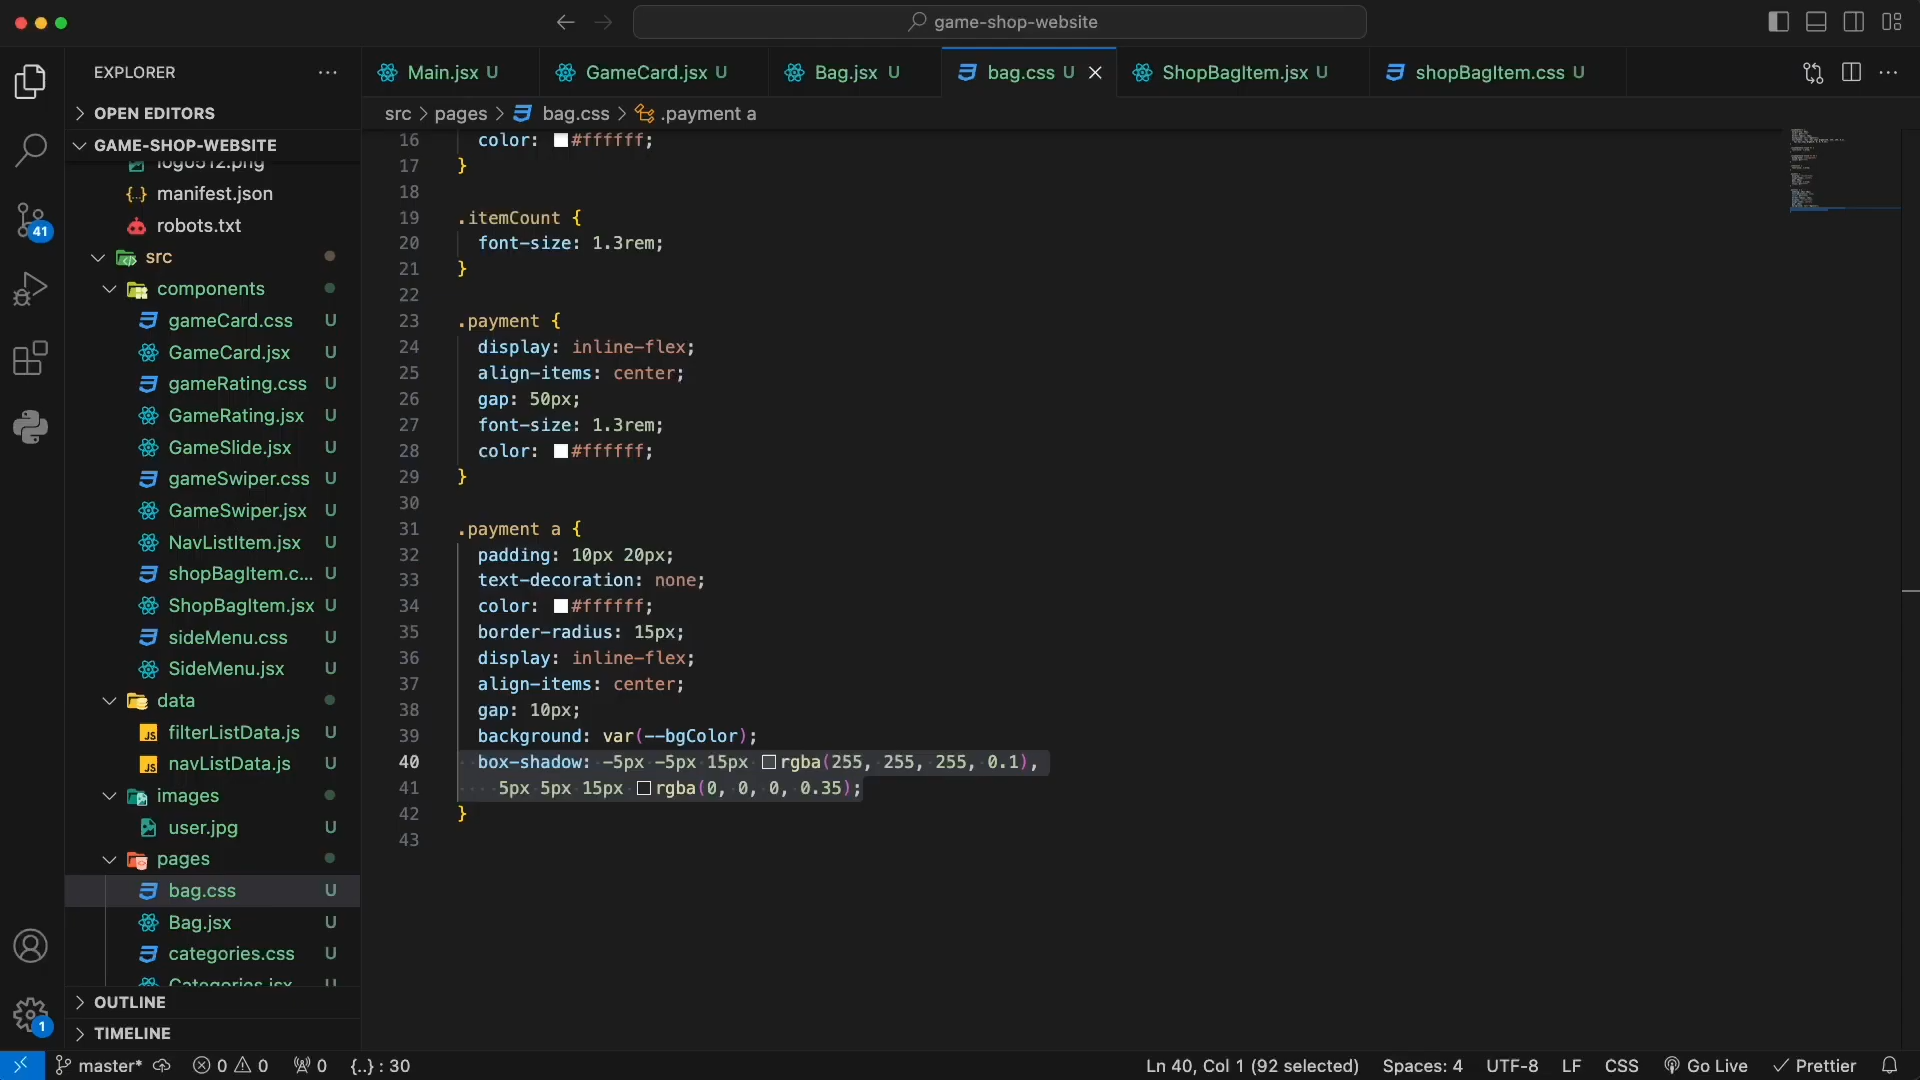 game-shop-website
EXPLORER
Main.jsx U
GameCard.jsx U
Bag.jsx U
bag.css U
ShopBagItem.jsx U
shopBagItem.css U
OPEN EDITORS
GAME-SHOP-WEBSITE
src > pages > bag.css > .payment a
logo512.png
manifest.json
robots.txt
src
components
gameCard.css U
GameCard.jsx U
gameRating.css U
GameRating.jsx U
GameSlide.jsx U
gameSwiper.css U
GameSwiper.jsx U
NavListItem.jsx U
shopBagItem.c... U
ShopBagItem.jsx U
sideMenu.css U
SideMenu.jsx U
data
filterListData.js U
navListData.js U
images
user.jpg U
pages
bag.css U
Bag.jsx U
categories.css U
Categories.jsx U
OUTLINE
TIMELINE
41
1
16 color: #ffffff;
17 }
18
19 .itemCount {
20 font-size: 1.3rem;
21 }
22
23 .payment {
24 display: inline-flex;
25 align-items: center;
26 gap: 50px;
27 font-size: 1.3rem;
28 color: #ffffff;
29 }
30
31 .payment a {
32 padding: 10px 20px;
33 text-decoration: none;
34 color: #ffffff;
35 border-radius: 15px;
36 display: inline-flex;
37 align-items: center;
38 gap: 10px;
39 background: var(--bgColor);
40 box-shadow: -5px -5px 15px rgba(255, 255, 255, 0.1),
41 5px 5px 15px rgba(0, 0, 0, 0.35);
42 }
43
master* 0 0 0 {..} : 30 Ln 40, Col 1 (92 selected) Spaces: 4 UTF-8 LF CSS Go Live Prettier